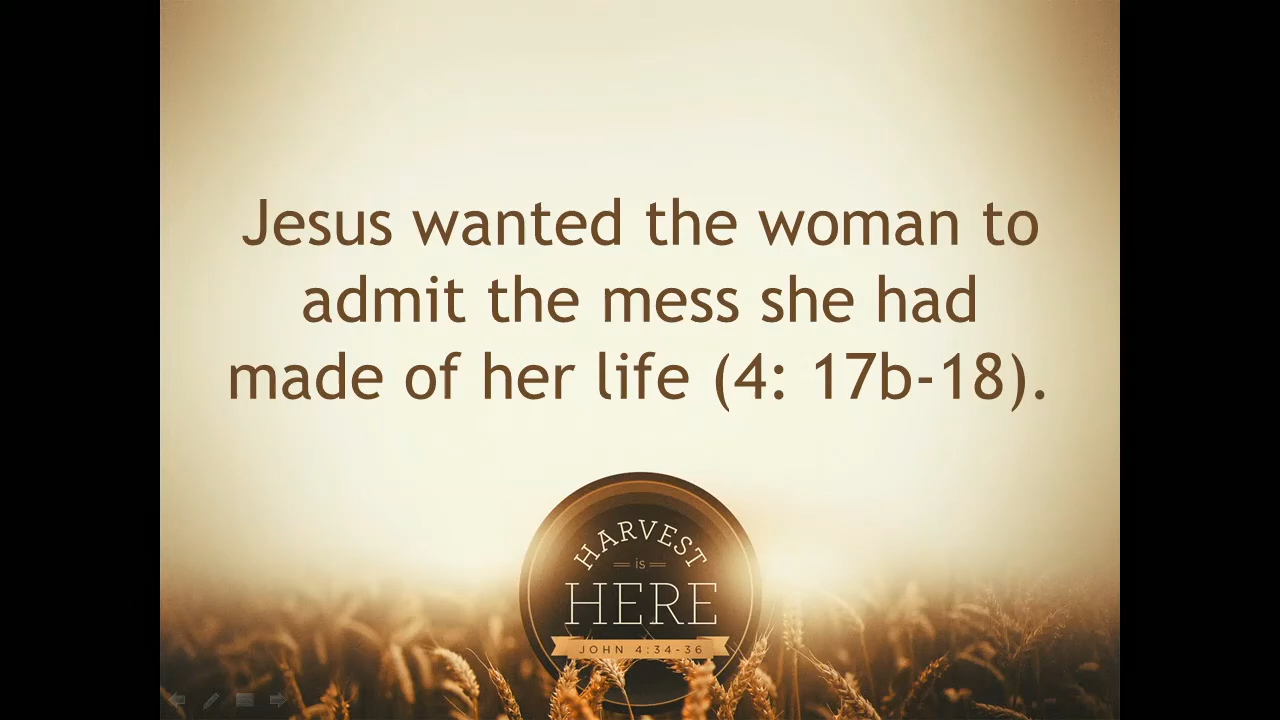 Jesus wanted the woman to
admit the mess she had
made of her life (4: 17b-18).
HARVEST
is
HERE
JOHN 4:34-36